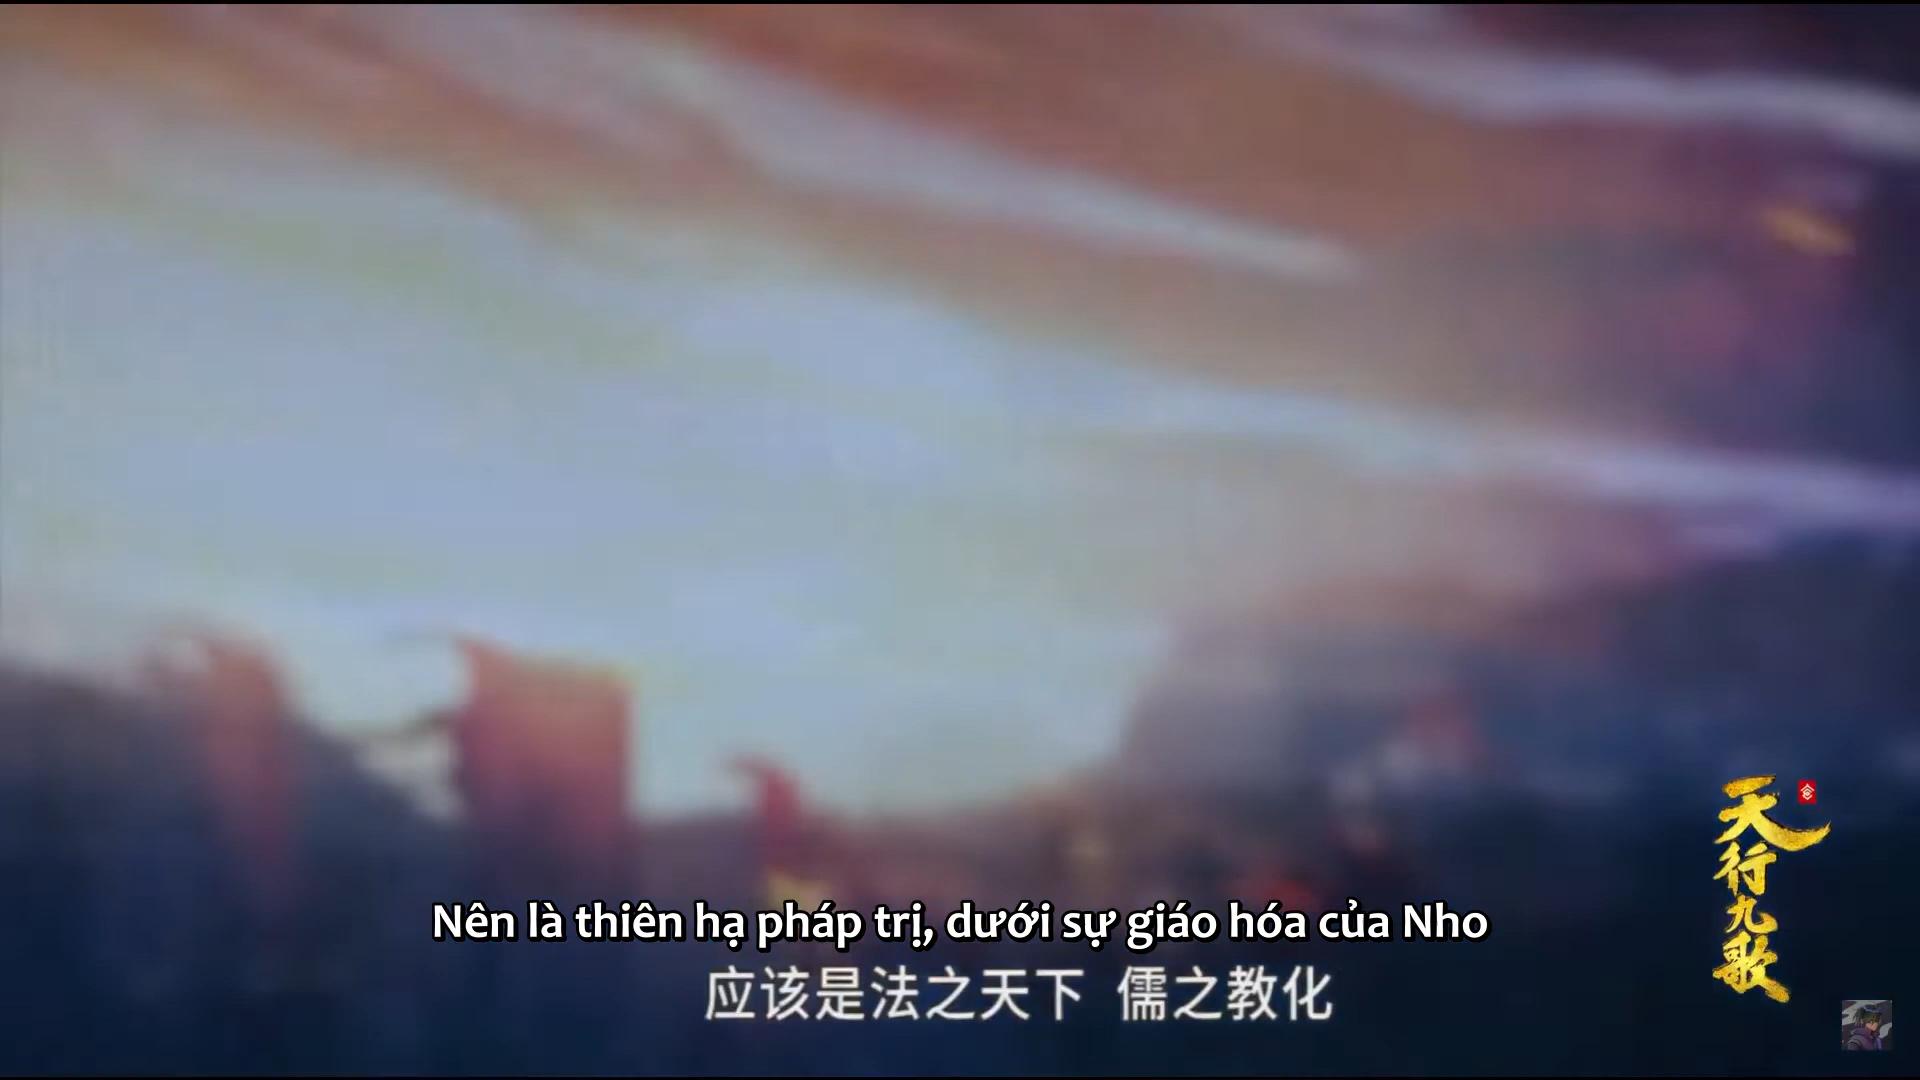 Nên là thiên hạ pháp trị, dưới sự giáo hóa của Nho
应该是法之天下 儒之教化
天行九歌